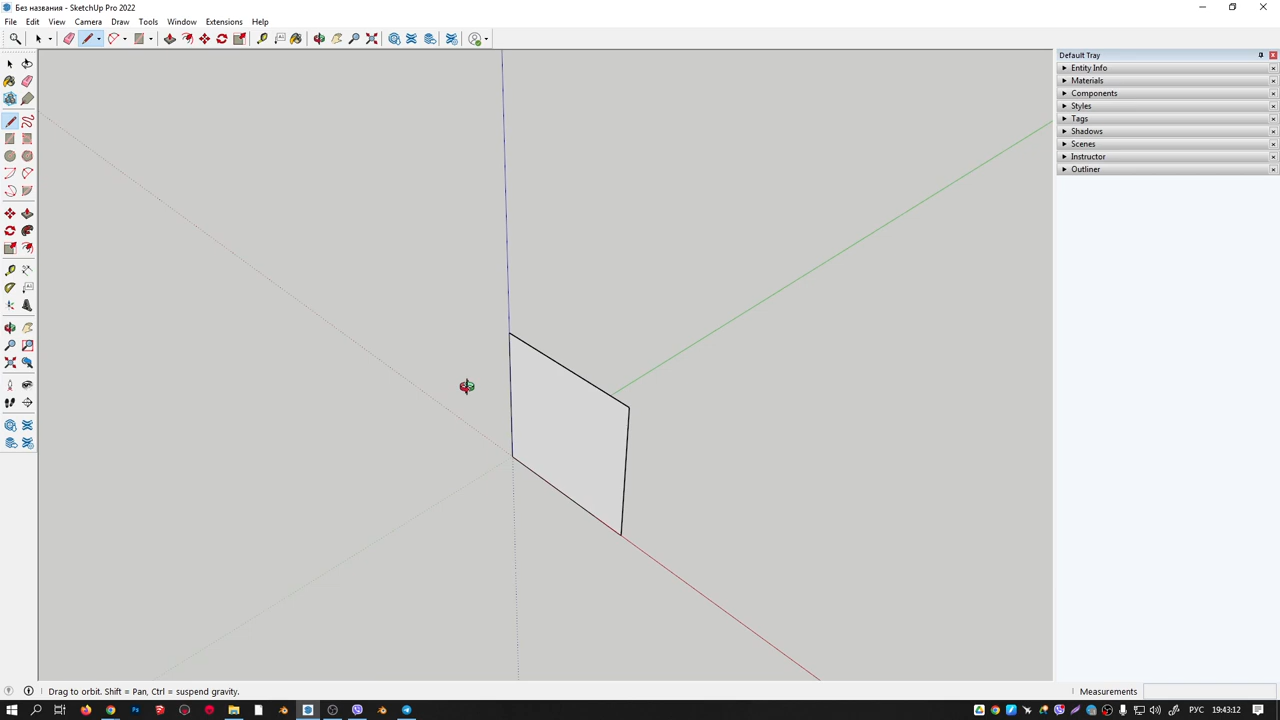 Без названия - SketchUp Pro 2022
File Edit View Camera Draw Tools Window Extensions Help
Default Tray
Entity Info
Materials
Components
Styles
Tags
Shadows
Scenes
Instructor
Outliner
Drag to orbit. Shift = Pan, Ctrl = suspend gravity.
Measurements
РУС 19:43:12